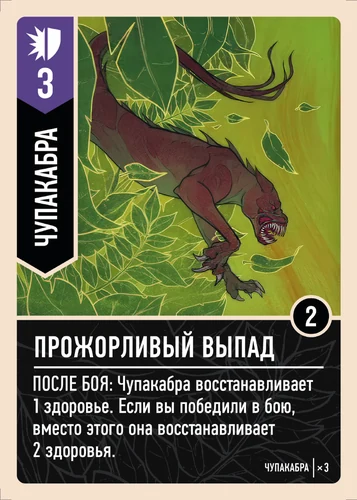 3
ЧУПАКАБРА
2
ПРОЖОРЛИВЫЙ ВЫПАД
ПОСЛЕ БОЯ: Чупакабра восстанавливает
1 здоровье. Если вы победили в бою,
вместо этого она восстанавливает
2 здоровья.
ЧУПАКАБРА | ×3